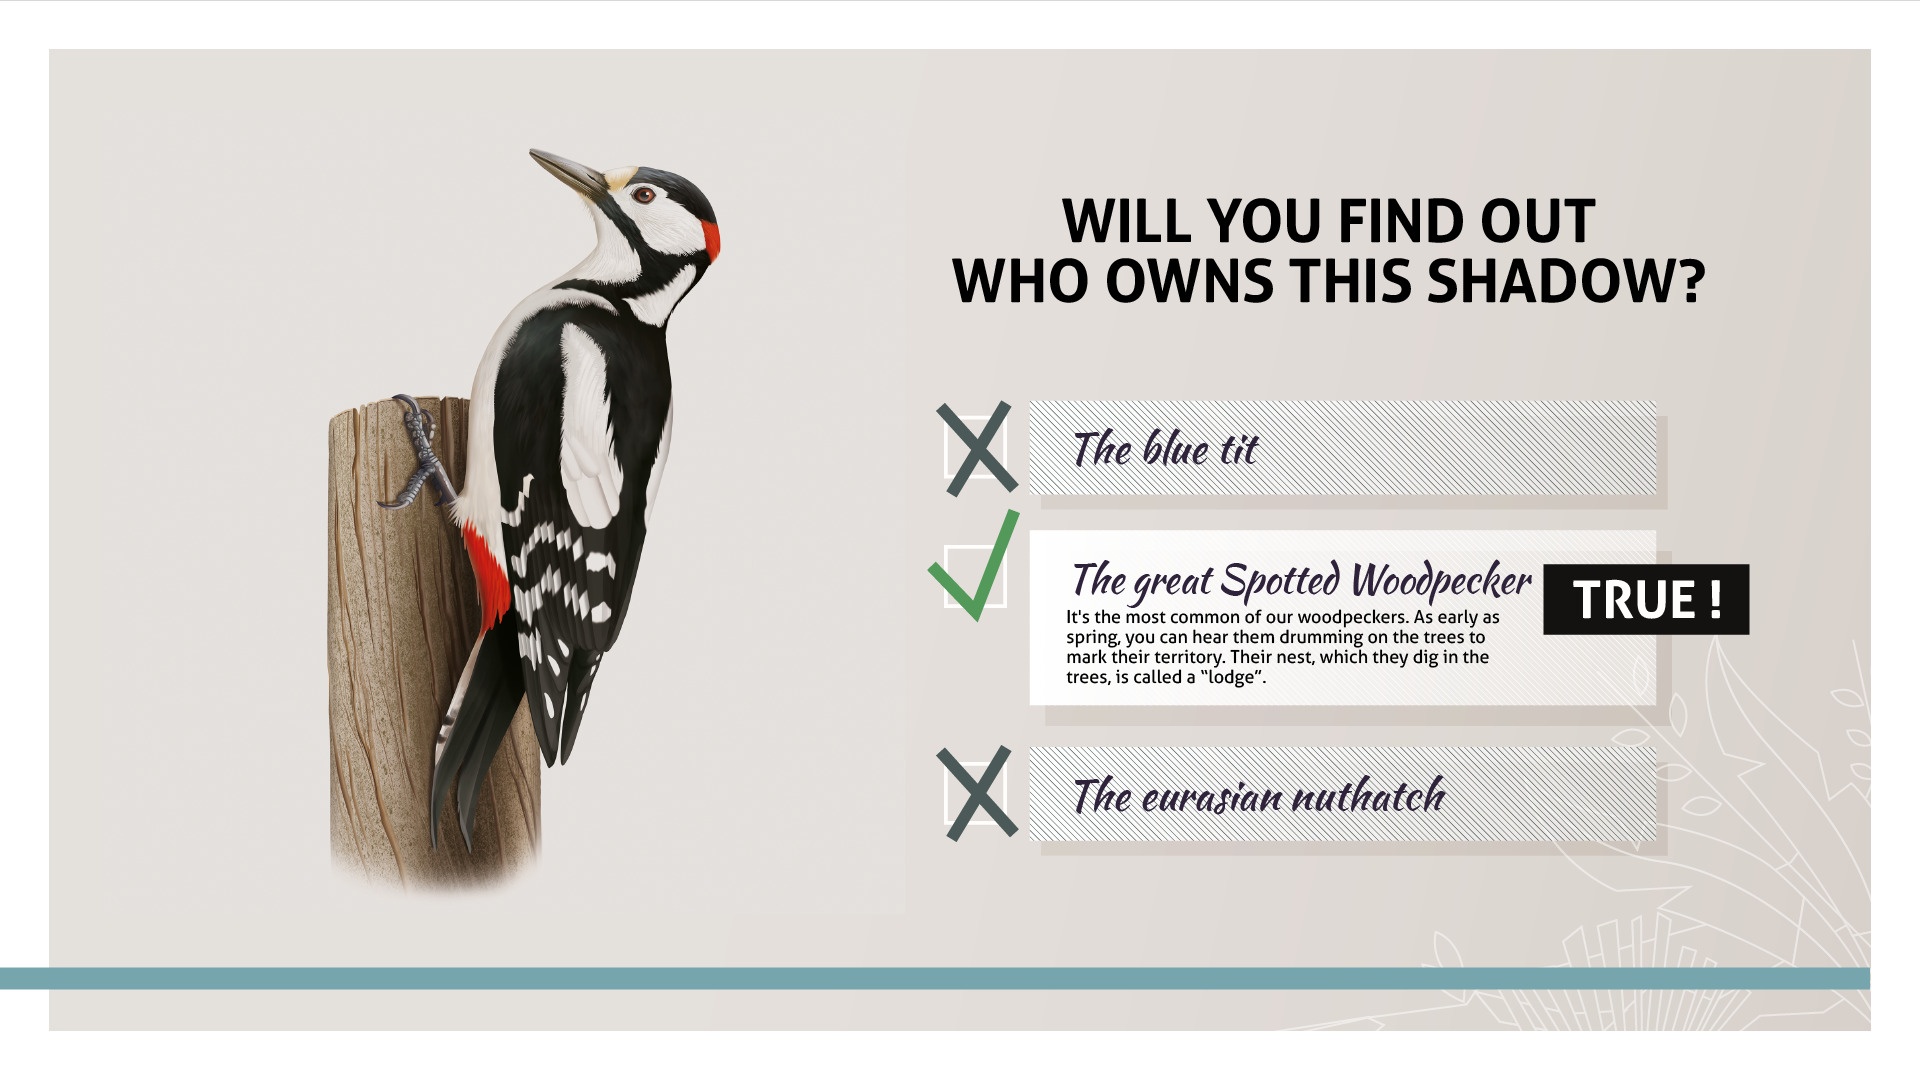 WILL YOU FIND OUT
WHO OWNS THIS SHADOW?
The blue tit
The great Spotted Woodpecker
TRUE !
It's the most common of our woodpeckers. As early as
spring, you can hear them drumming on the trees to
mark their territory. Their nest, which they dig in the
trees, is called a “lodge”.
The eurasian nuthatch